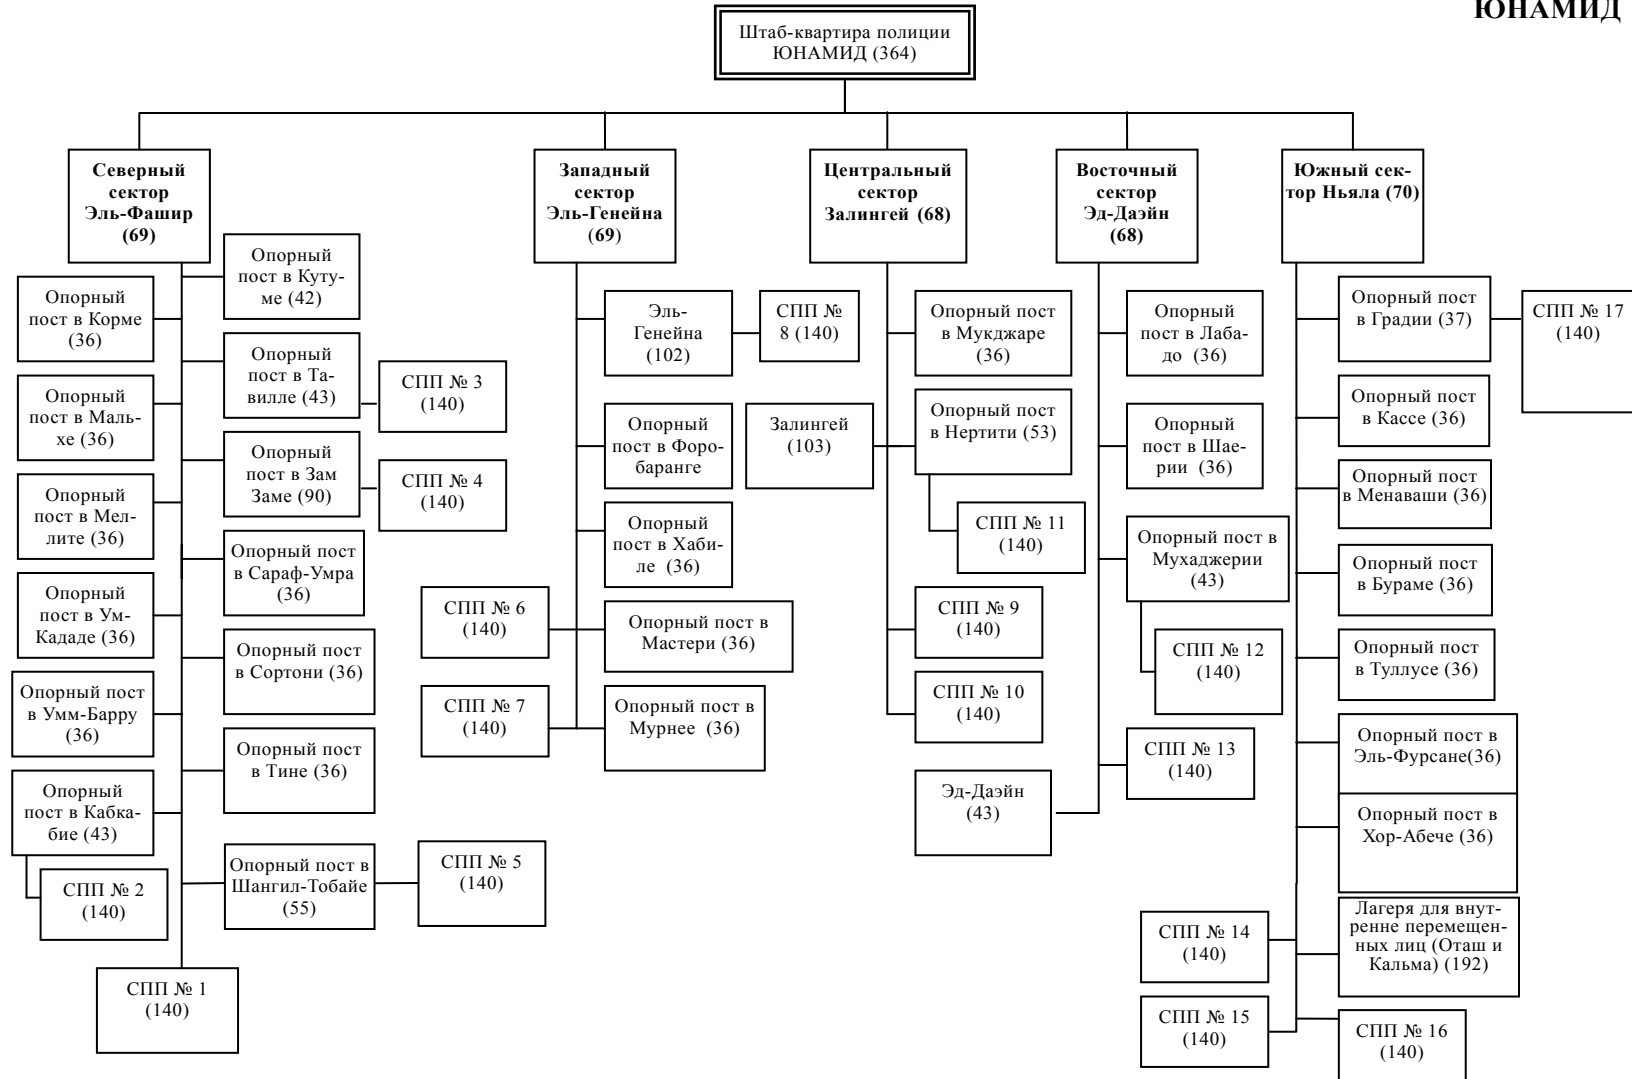 ЮНАМИД
Штаб-квартира полиции
ЮНАМИД (364)
Северный
сектор
Эль-Фашир
(69)
Опорный
пост в Куту-
ме (42)
Опорный
пост в Корме
(36)
Опорный
пост в Та-
вилле (43)
СПП № 3
(140)
Опорный
пост в Маль-
хе (36)
Опорный
пост в Зам
Заме (90)
СПП № 4
(140)
Опорный
пост в Мел-
лите (36)
Опорный пост
в Сараф-Умра
(36)
Опорный
пост в Ум-
Кададе (36)
Опорный пост
в Сортони (36)
Опорный пост
в Умм-Барру
(36)
Опорный пост
в Тине (36)
Опорный
пост в Кабка-
бие (43)
СПП № 2
(140)
Опорный пост в
Шангил-Тобайе
(55)
СПП № 5
(140)
СПП № 1
(140)
Западный
сектор
Эль-Генейна
(69)
Эль-
Генейна
(102)
СПП №
8 (140)
Опорный
пост в Форо-
баранге
Опорный
пост в Хаби-
ле (36)
СПП № 6
(140)
Опорный пост в
Мастери (36)
СПП № 7
(140)
Опорный пост в
Мурнее (36)
Центральный
сектор
Залингей (68)
Опорный пост
в Мукджаре
(36)
Залингей
(103)
Опорный пост
в Нертити (53)
СПП № 11
(140)
СПП № 9
(140)
СПП № 10
(140)
Восточный
сектор
Эд-Даэйн
(68)
Опорный
пост в Лаба-
до (36)
Опорный
пост в Шае-
рии (36)
Опорный пост в
Мухаджерии
(43)
СПП № 12
(140)
СПП № 13
(140)
Эд-Даэйн
(43)
Южный сек-
тор Ньяла (70)
Опорный пост
в Градии (37)
СПП № 17
(140)
Опорный пост
в Кассе (36)
Опорный пост
в Менаваши (36)
Опорный пост
в Бураме (36)
Опорный пост
в Туллусе (36)
Опорный пост в
Эль-Фурсане(36)
Опорный пост в
Хор-Абече (36)
Лагеря для внут-
ренне перемещен-
ных лиц (Оташ и
Кальма) (192)
СПП № 14
(140)
СПП № 15
(140)
СПП № 16
(140)